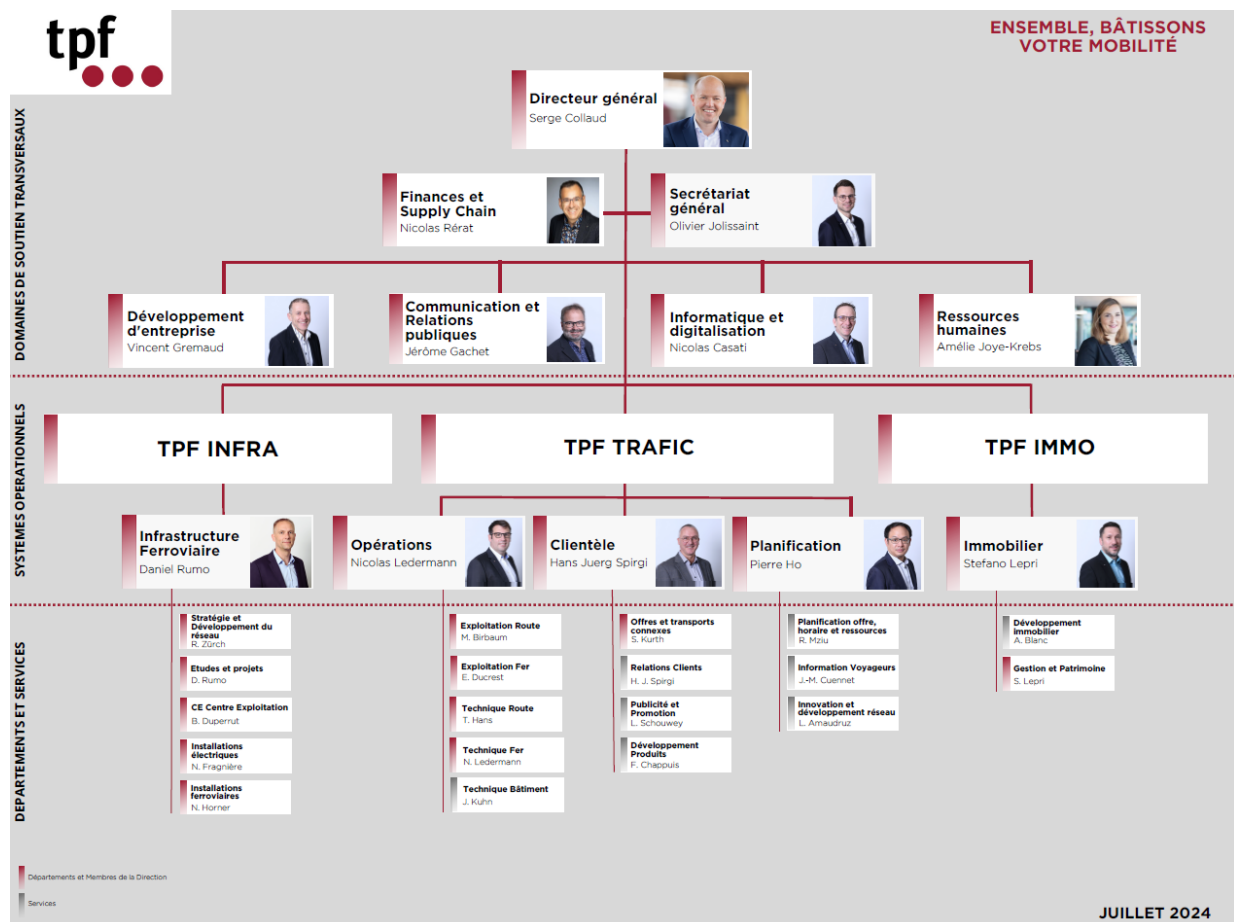 tpf
ENSEMBLE, BÂTISSONS
VOTRE MOBILITÉ
DOMAINES DE SOUTIEN TRANSVERSAUX
Directeur général
Serge Collaud
Finances et
Supply Chain
Nicolas Rérat
Secrétariat
général
Olivier Jolissaint
Développement
d'entreprise
Vincent Gremaud
Communication et
Relations
publiques
Jérôme Gachet
Informatique et
digitalisation
Nicolas Casati
Ressources
humaines
Amélie Joye-Krebs
SYSTEMES OPERATIONNELS
TPF INFRA
TPF TRAFIC
TPF IMMO
Infrastructure
Ferroviaire
Daniel Rumo
Opérations
Nicolas Ledermann
Clientèle
Hans Juerg Spirgi
Planification
Pierre Ho
Immobilier
Stefano Lepri
DEPARTEMENTS ET SERVICES
Stratégie et
Développement du
réseau
R. Zürch
Etudes et projets
D. Rumo
CE Centre Exploitation
B. Duperrut
Installations
électriques
N. Fragnière
Installations
ferroviaires
N. Horner
Exploitation Route
M. Birbaum
Exploitation Fer
E. Ducrest
Technique Route
T. Hans
Technique Fer
N. Ledermann
Technique Bâtiment
J. Kuhn
Offres et transports
connexes
S. Kurth
Relations Clients
H. J. Spirgi
Publicité et
Promotion
L. Schouwey
Développement
Produits
F. Chappuis
Planification offre,
horaire et ressources
R. Mziu
Information Voyageurs
J.-M. Cuennet
Innovation et
développement réseau
L. Amaudruz
Développement
Immobilier
A. Blanc
Gestion et Patrimoine
S. Lepri
Départements et Membres de la Direction
Services
JUILLET 2024